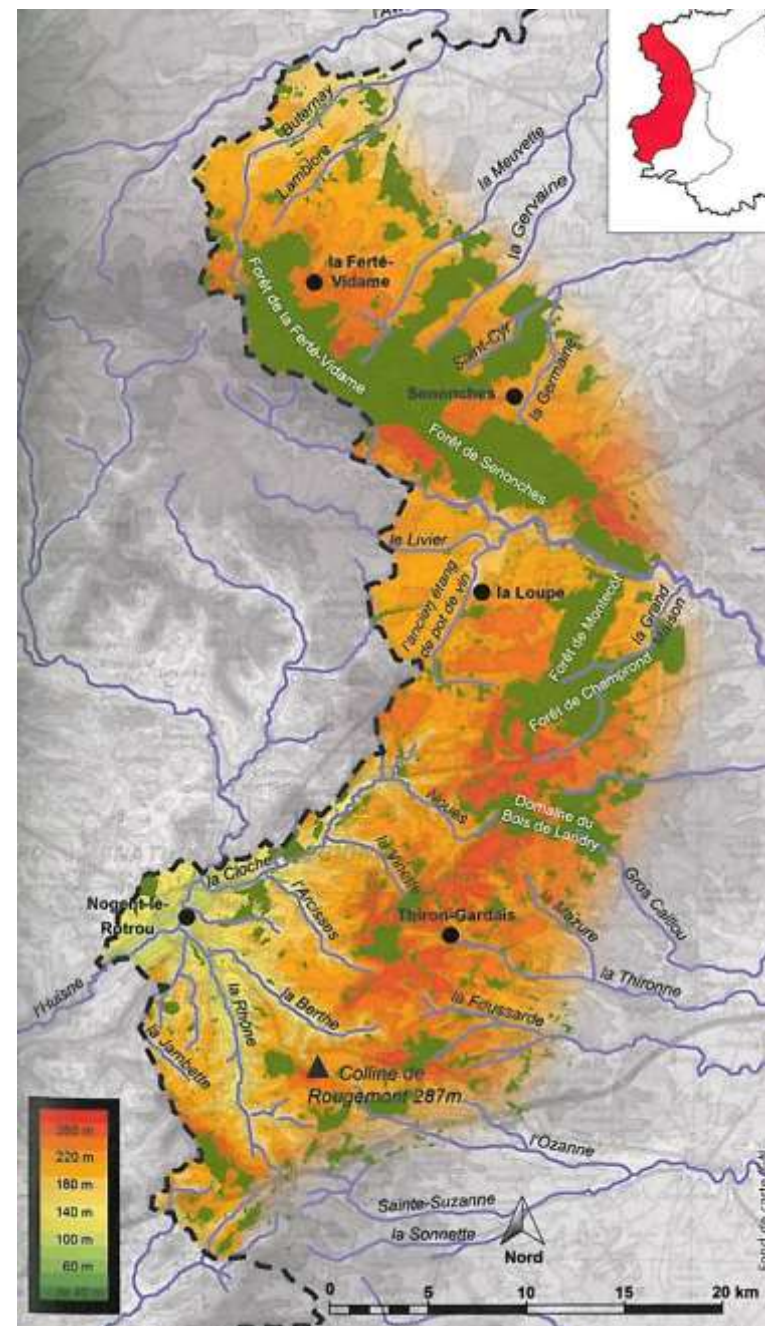 Buternay
Lamblore
la Meuvette
la Gervaine
la Ferté-
Vidame
Forêt de la Ferté-Vidame
Saint-Cyr
Senonches
la Germaine
Forêt de Senonches
le Livier
l'ancien étang
de pot de vin
la Loupe
Forêt de Montécot
la Grand
Forêt de Champrond
Noues
Domaine du
Bois de Landry
la Cloche
la Vinette
Gros Caillou
Nogent-le-
Rotrou
l'Arcisses
Thiron-Gardais
la Mazure
la Thironne
l'Huisne
la Rhône
la Berthe
la Foussarde
la Jambette
Colline de
Rougemont 287m
260 m
220 m
180 m
140 m
100 m
60 m
l'Ozanne
Sainte-Suzanne
la Sonnette
Nord
0 5 10 15 20 km